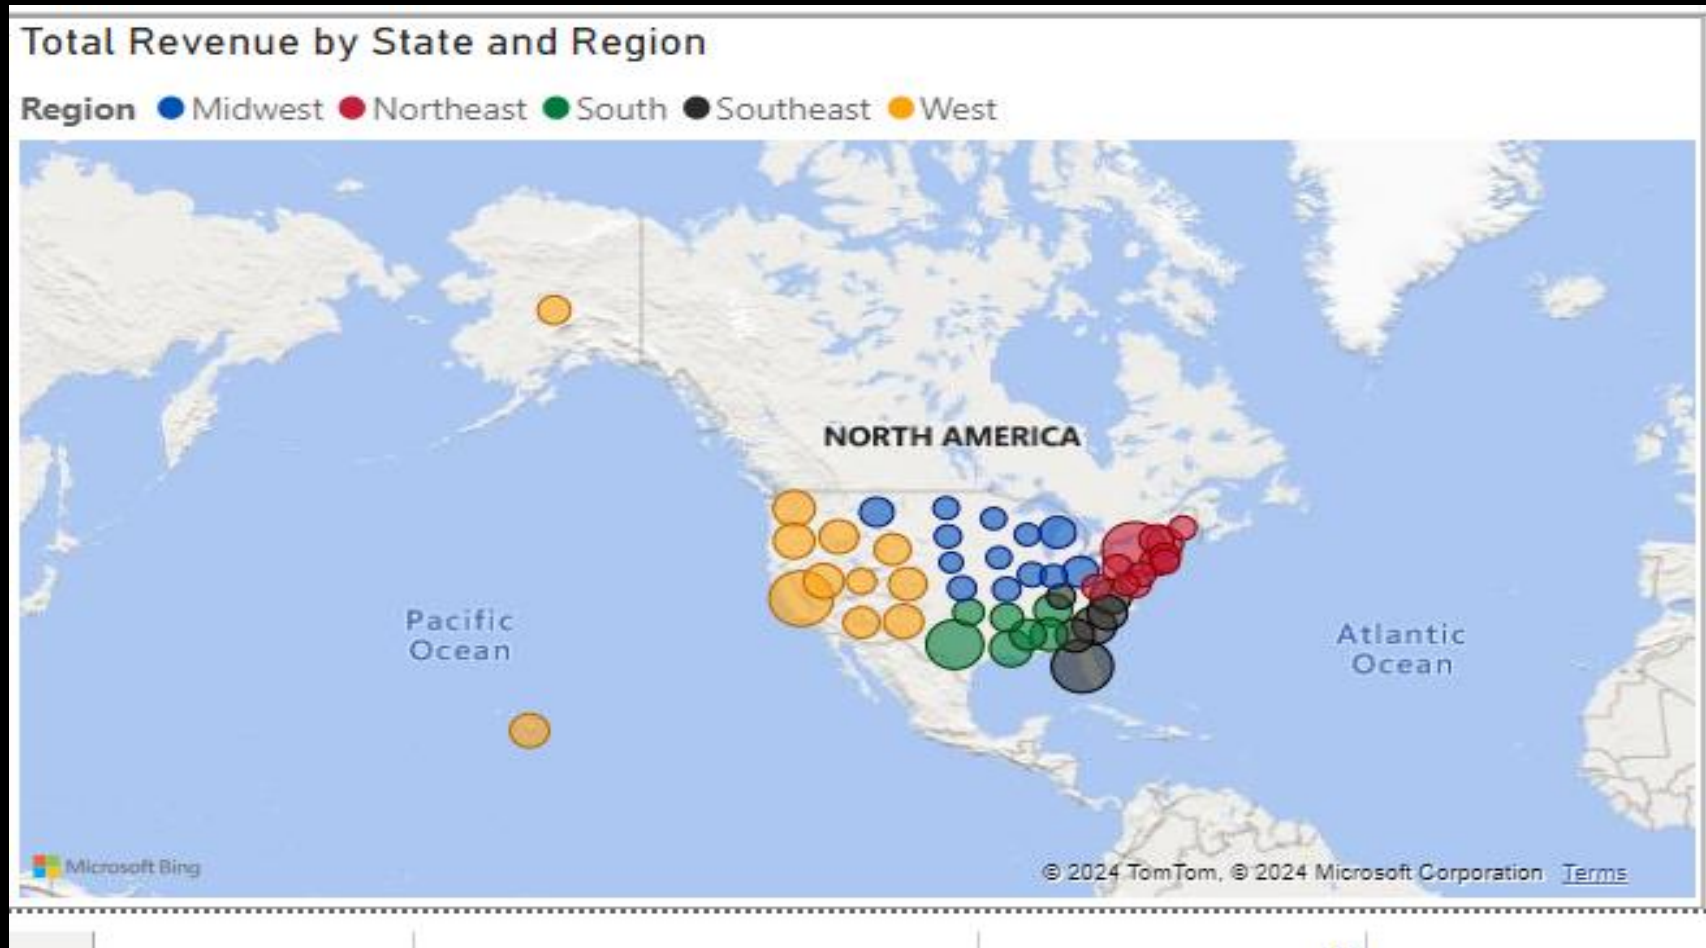 Total Revenue by State and Region
Region Midwest Northeast South Southeast West
NORTH AMERICA
Pacific
Ocean
Atlantic
Ocean
Microsoft Bing
© 2024 TomTom, © 2024 Microsoft Corporation Terms